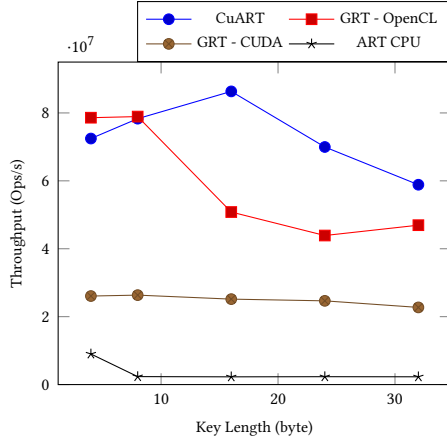 CuART GRT - OpenCL
GRT - CUDA ART CPU
·10⁷
8
6
4
2
0
10 20 30
Throughput (Ops/s)
Key Length (byte)